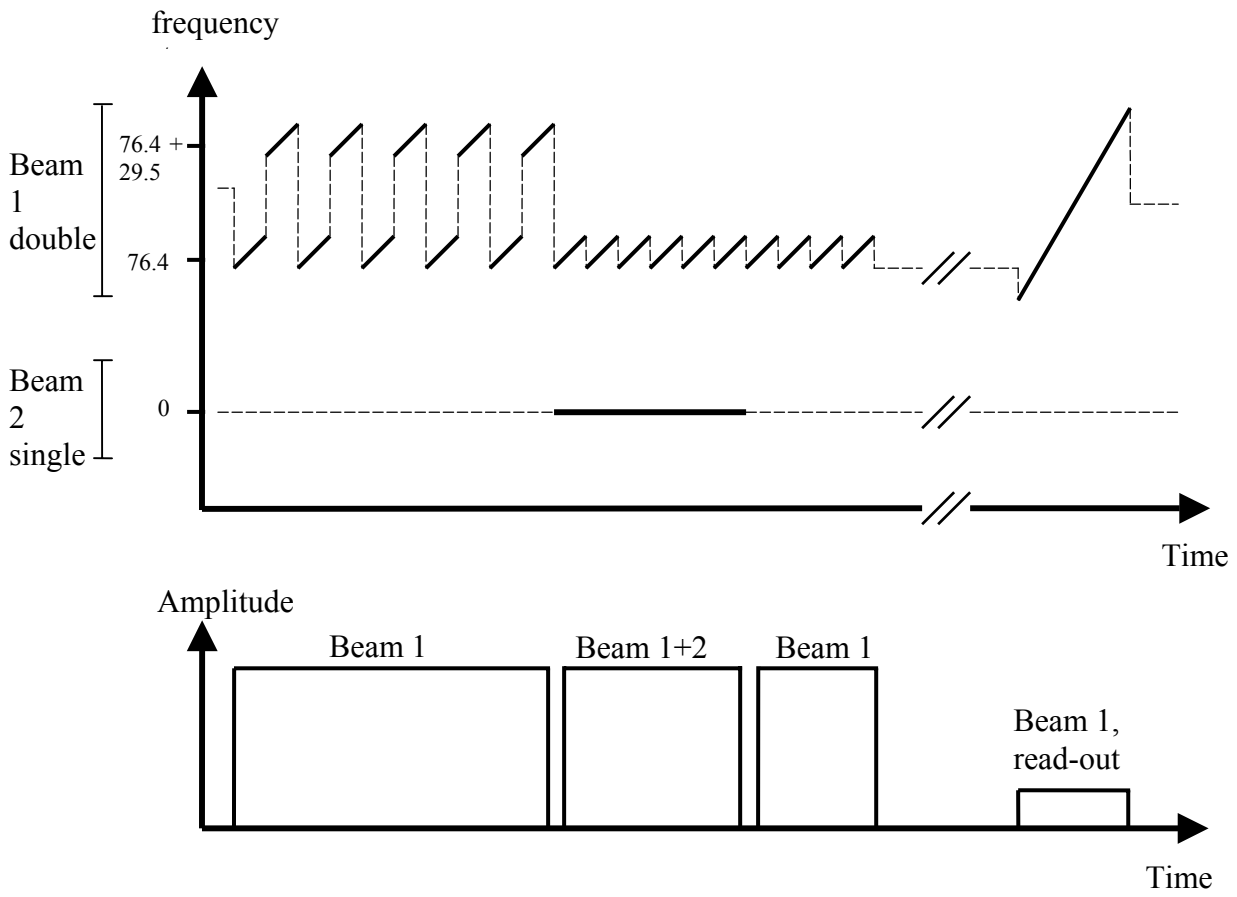 frequency
Beam
1
double
76.4 +
29.5
76.4
Beam
2
single
0
Time
Amplitude
Beam 1
Beam 1+2
Beam 1
Beam 1,
read-out
Time